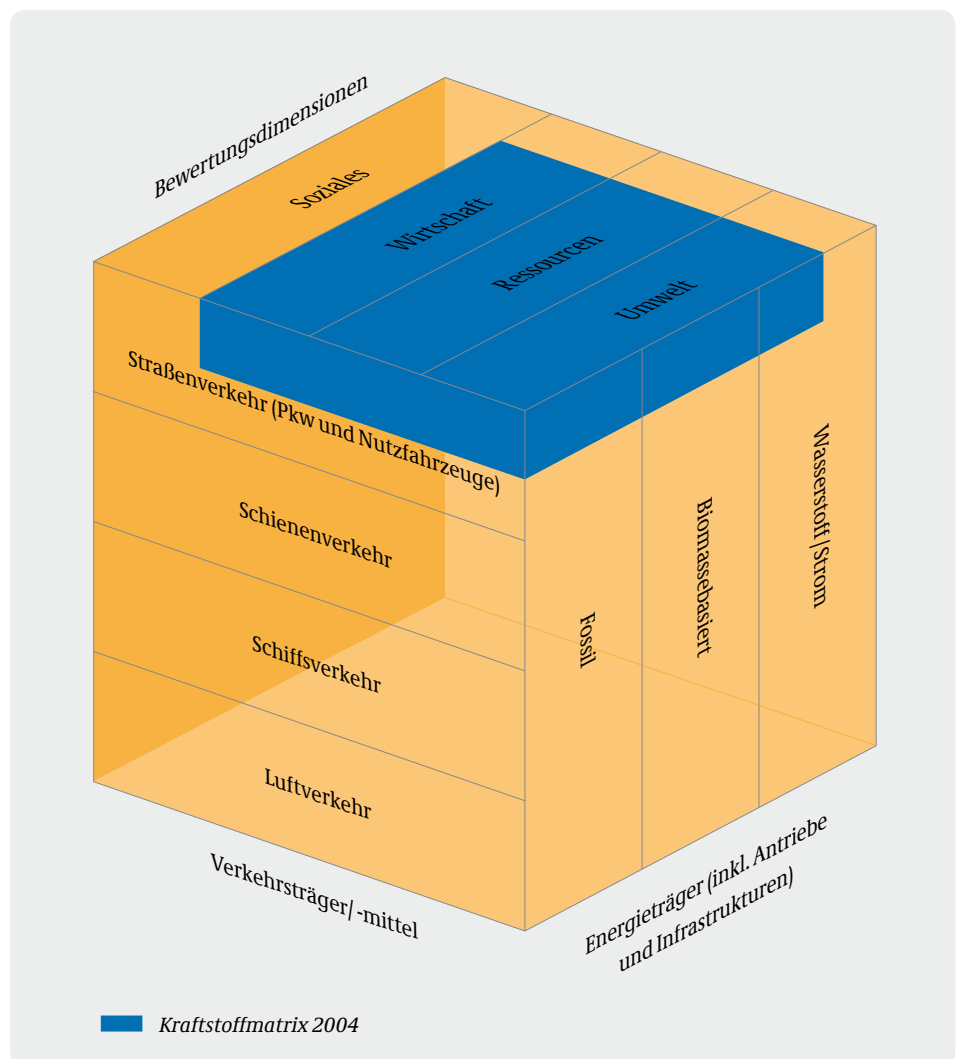 Bewertungsdimensionen
Soziales
Wirtschaft
Ressourcen
Umwelt
Straßenverkehr (Pkw und Nutzfahrzeuge)
Schienenverkehr
Schiffsverkehr
Luftverkehr
Fossil
Biomassebasiert
Wasserstoff / Strom
Verkehrsträger/ -mittel
Energieträger (inkl. Antriebe
und Infrastrukturen)
Kraftstoffmatrix 2004